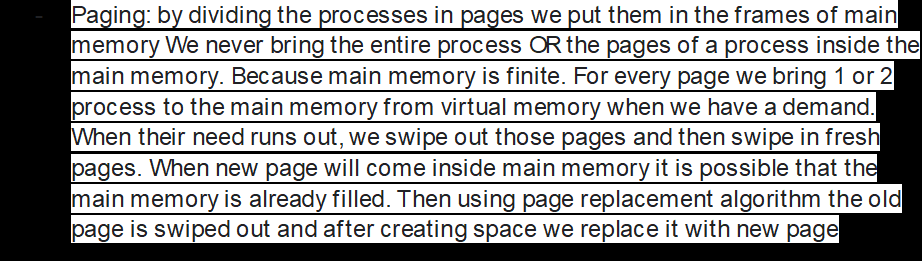 - Paging: by dividing the processes in pages we put them in the frames of main
memory We never bring the entire process OR the pages of a process inside the
main memory. Because main memory is finite. For every page we bring 1 or 2
process to the main memory from virtual memory when we have a demand.
When their need runs out, we swipe out those pages and then swipe in fresh
pages. When new page will come inside main memory it is possible that the
main memory is already filled. Then using page replacement algorithm the old
page is swiped out and after creating space we replace it with new page